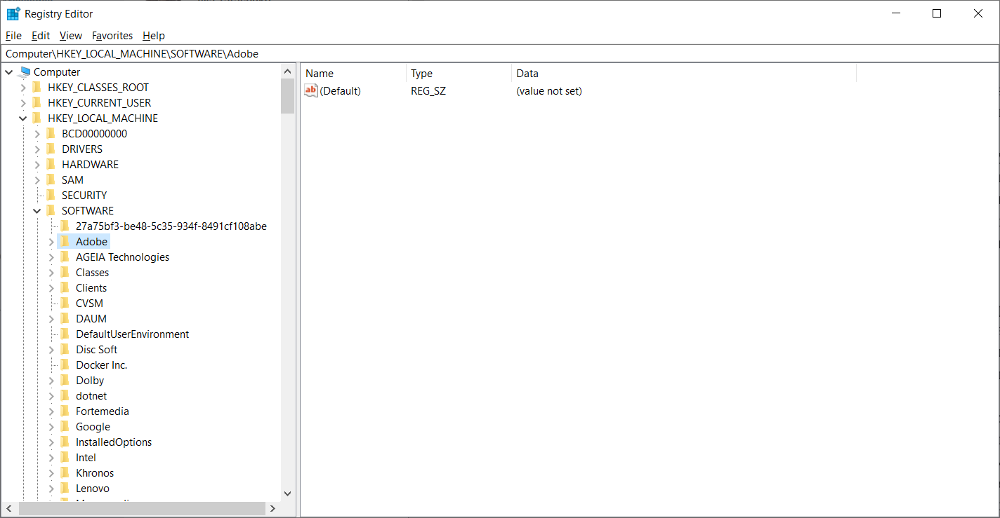 Registry Editor
File Edit View Favorites Help
Computer\HKEY_LOCAL_MACHINE\SOFTWARE\Adobe
Computer
HKEY_CLASSES_ROOT
HKEY_CURRENT_USER
HKEY_LOCAL_MACHINE
BCD00000000
DRIVERS
HARDWARE
SAM
SECURITY
SOFTWARE
27a75bf3-be48-5c35-934f-8491cf108abe
Adobe
AGEIA Technologies
Classes
Clients
CVSM
DAUM
DefaultUserEnvironment
Disc Soft
Docker Inc.
Dolby
dotnet
Fortemedia
Google
InstalledOptions
Intel
Khronos
Lenovo
Name Type Data
ab (Default) REG_SZ (value not set)